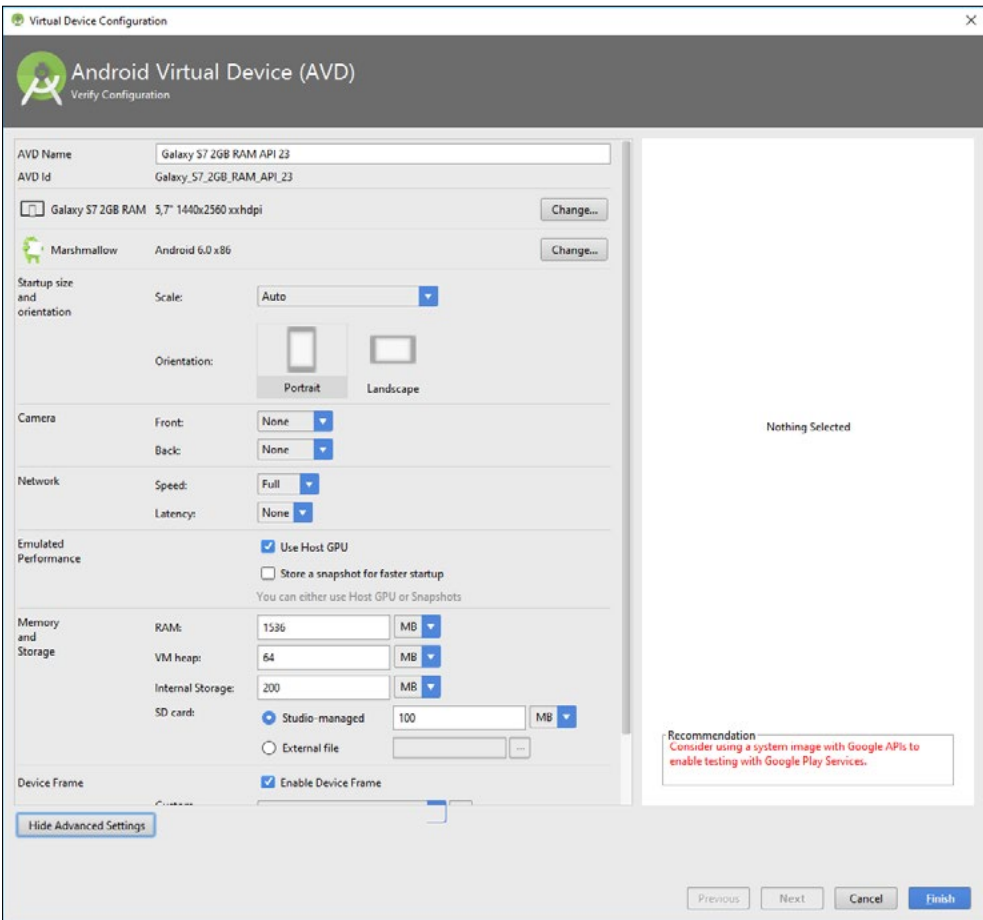 Virtual Device Configuration
Android Virtual Device (AVD)
Verify Configuration
AVD Name Galaxy S7 2GB RAM API 23
AVD Id Galaxy_S7_2GB_RAM_API_23
Galaxy S7 2GB RAM 5,7" 1440x2560 xxhdpi Change...
Marshmallow Android 6.0 x86 Change...
Startup size
and
orientation
Scale: Auto
Orientation:
Portrait Landscape
Camera Front: None
Back: None
Network Speed: Full
Latency: None
Emulated
Performance
Use Host GPU
Store a snapshot for faster startup
You can either use Host GPU or Snapshots
Memory
and
Storage
RAM: 1536 MB
VM heap: 64 MB
Internal Storage: 200 MB
SD card: Studio-managed 100 MB
External file ...
Device Frame Enable Device Frame
Hide Advanced Settings
Nothing Selected
Recommendation
Consider using a system image with Google APIs to
enable testing with Google Play Services.
Previous Next Cancel Finish